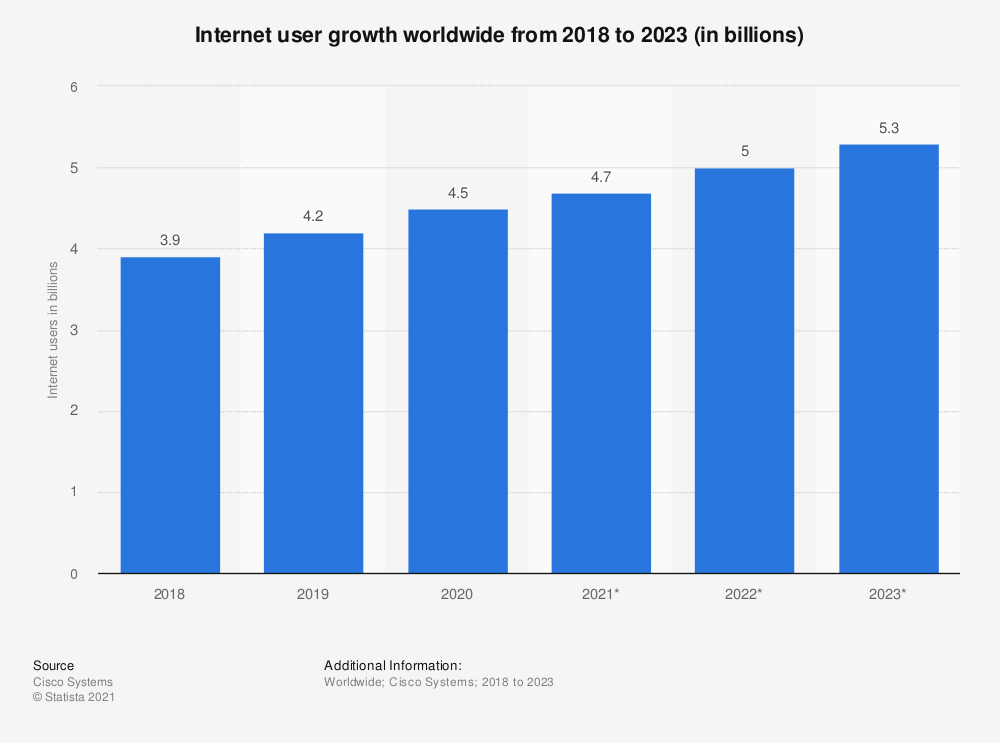 Internet user growth worldwide from 2018 to 2023 (in billions)
Internet users in billions
6
5
4
3
2
1
0
3.9
4.2
4.5
4.7
5
5.3
2018
2019
2020
2021*
2022*
2023*
Source
Cisco Systems
© Statista 2021
Additional Information:
Worldwide; Cisco Systems; 2018 to 2023